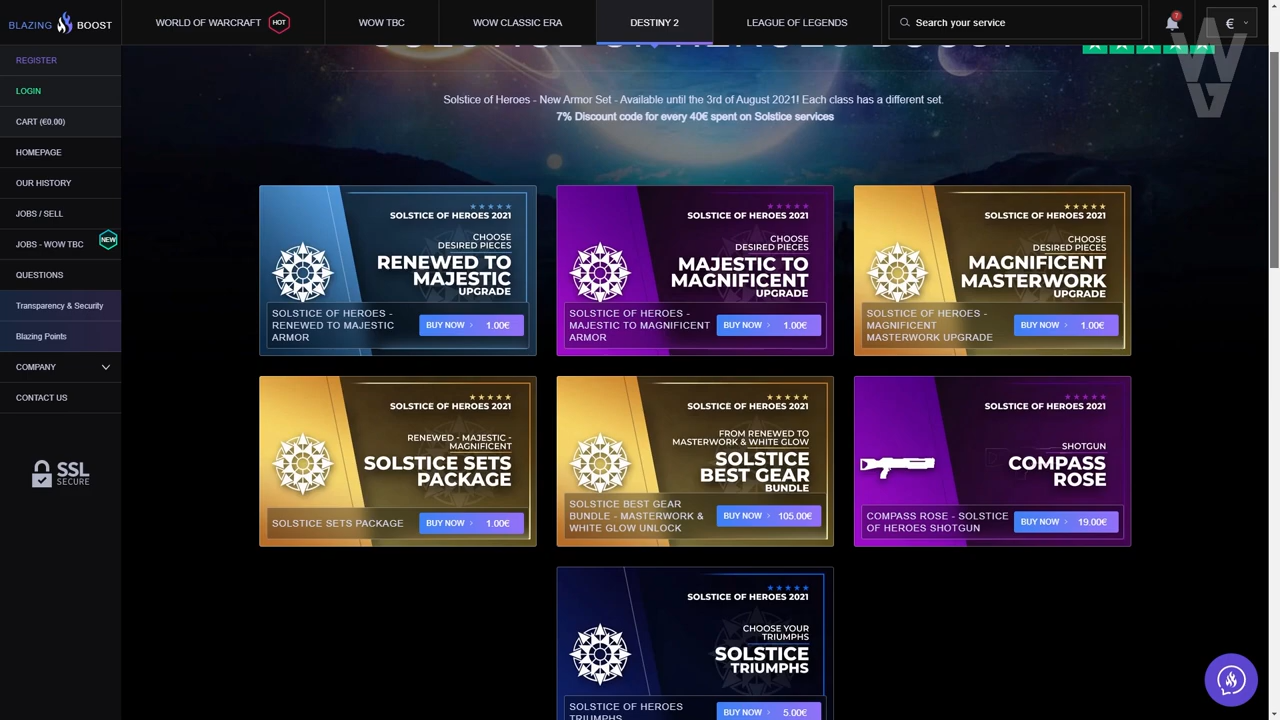 BLAZING BOOST
WORLD OF WARCRAFT HOT
WOW TBC
WOW CLASSIC ERA
DESTINY 2
LEAGUE OF LEGENDS
Search your service
7
€
REGISTER
LOGIN
CART (€0.00)
HOMEPAGE
OUR HISTORY
JOBS / SELL
JOBS - WOW TBC NEW
QUESTIONS
Transparency & Security
Blazing Points
COMPANY
CONTACT US
SSL
SECURE
W
G
Solstice of Heroes - New Armor Set - Available until the 3rd of August 2021! Each class has a different set.
7% Discount code for every 40€ spent on Solstice services
SOLSTICE OF HEROES 2021
CHOOSE
DESIRED PIECES
RENEWED TO
MAJESTIC
UPGRADE
SOLSTICE OF HEROES -
RENEWED TO MAJESTIC
ARMOR
BUY NOW > 1.00€
SOLSTICE OF HEROES 2021
CHOOSE
DESIRED PIECES
MAJESTIC TO
MAGNIFICENT
UPGRADE
SOLSTICE OF HEROES -
MAJESTIC TO MAGNIFICENT
ARMOR
BUY NOW > 1.00€
SOLSTICE OF HEROES 2021
CHOOSE
DESIRED PIECES
MAGNIFICENT
MASTERWORK
UPGRADE
SOLSTICE OF HEROES -
MAGNIFICENT
MASTERWORK UPGRADE
BUY NOW > 1.00€
SOLSTICE OF HEROES 2021
RENEWED - MAJESTIC -
MAGNIFICENT
SOLSTICE SETS
PACKAGE
SOLSTICE SETS PACKAGE
BUY NOW > 1.00€
SOLSTICE OF HEROES 2021
FROM RENEWED TO
MASTERWORK & WHITE GLOW
SOLSTICE
BEST GEAR
BUNDLE
SOLSTICE BEST GEAR
BUNDLE - MASTERWORK &
WHITE GLOW UNLOCK
BUY NOW > 105.00€
SOLSTICE OF HEROES 2021
SHOTGUN
COMPASS
ROSE
COMPASS ROSE - SOLSTICE
OF HEROES SHOTGUN
BUY NOW > 19.00€
SOLSTICE OF HEROES 2021
CHOOSE YOUR
TRIUMPHS
SOLSTICE
TRIUMPHS
SOLSTICE OF HEROES
TRIUMPHS
BUY NOW > 5.00€